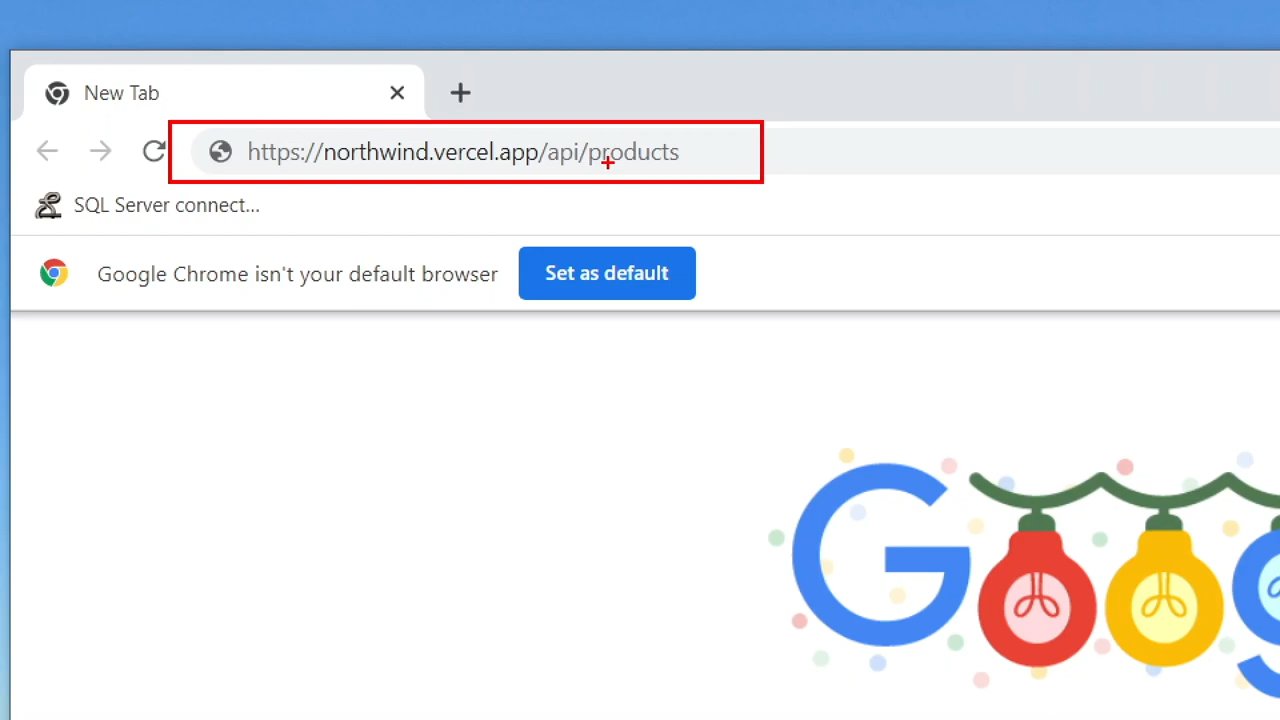 New Tab
https://northwind.vercel.app/api/products
SQL Server connect...
Google Chrome isn't your default browser Set as default
Goog